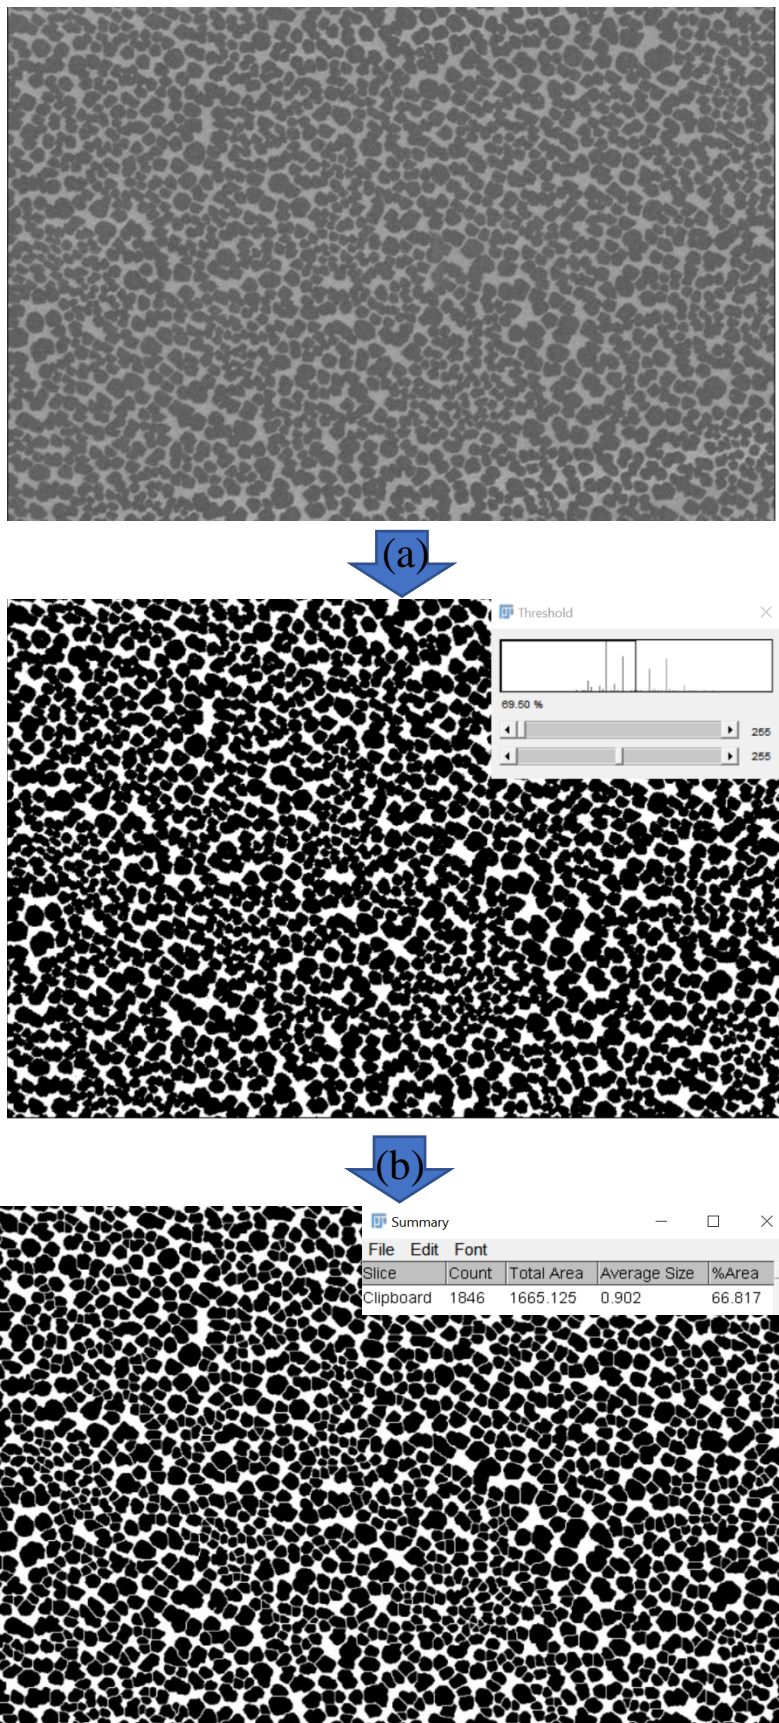 (a)
Threshold
69.50 %
255
255
(b)
Summary
File Edit Font
Slice Count Total Area Average Size %Area
Clipboard 1846 1665.125 0.902 66.817